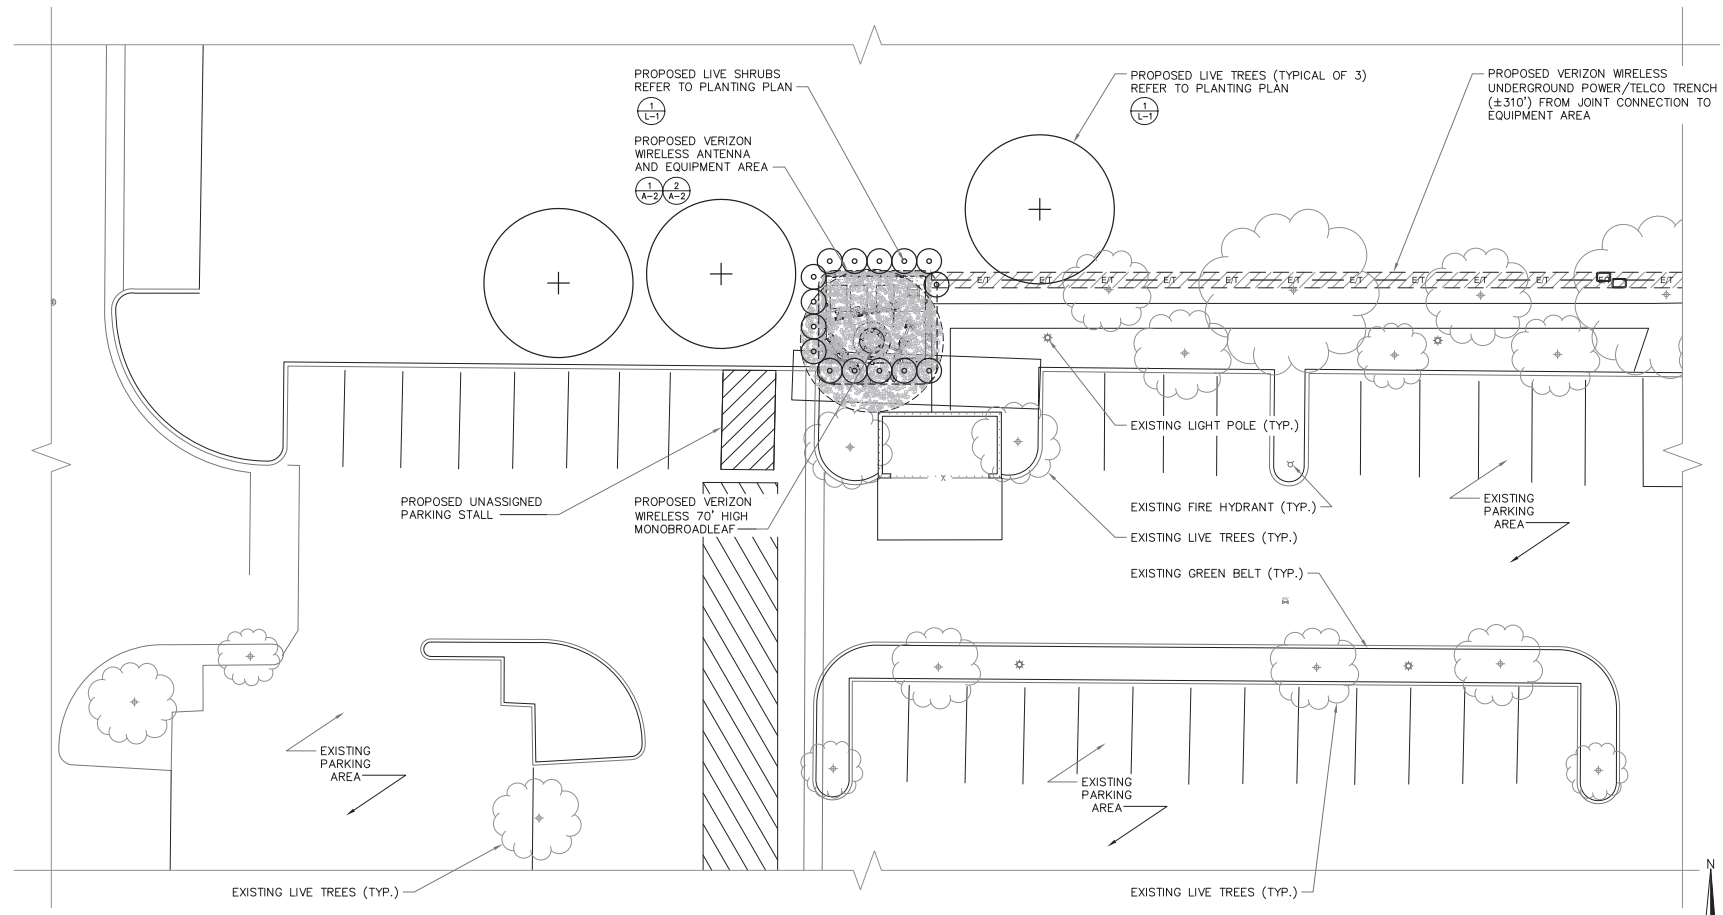 PROPOSED LIVE SHRUBS
REFER TO PLANTING PLAN
1
L-1
PROPOSED VERIZON
WIRELESS ANTENNA
AND EQUIPMENT AREA
1
A-2
2
A-2
PROPOSED LIVE TREES (TYPICAL OF 3)
REFER TO PLANTING PLAN
1
L-1
PROPOSED VERIZON WIRELESS
UNDERGROUND POWER/TELCO TRENCH
(±310') FROM JOINT CONNECTION TO
EQUIPMENT AREA
E/T E/T E/T E/T E/T E/T E/T E/T E/T E/T E/T E/T
EXISTING LIGHT POLE (TYP.)
PROPOSED UNASSIGNED
PARKING STALL
PROPOSED VERIZON
WIRELESS 70' HIGH
MONOBROADLEAF
X
EXISTING FIRE HYDRANT (TYP.)
EXISTING
PARKING
AREA
EXISTING LIVE TREES (TYP.)
EXISTING GREEN BELT (TYP.)
EXISTING
PARKING
AREA
EXISTING
PARKING
AREA
EXISTING LIVE TREES (TYP.)
EXISTING LIVE TREES (TYP.)
N